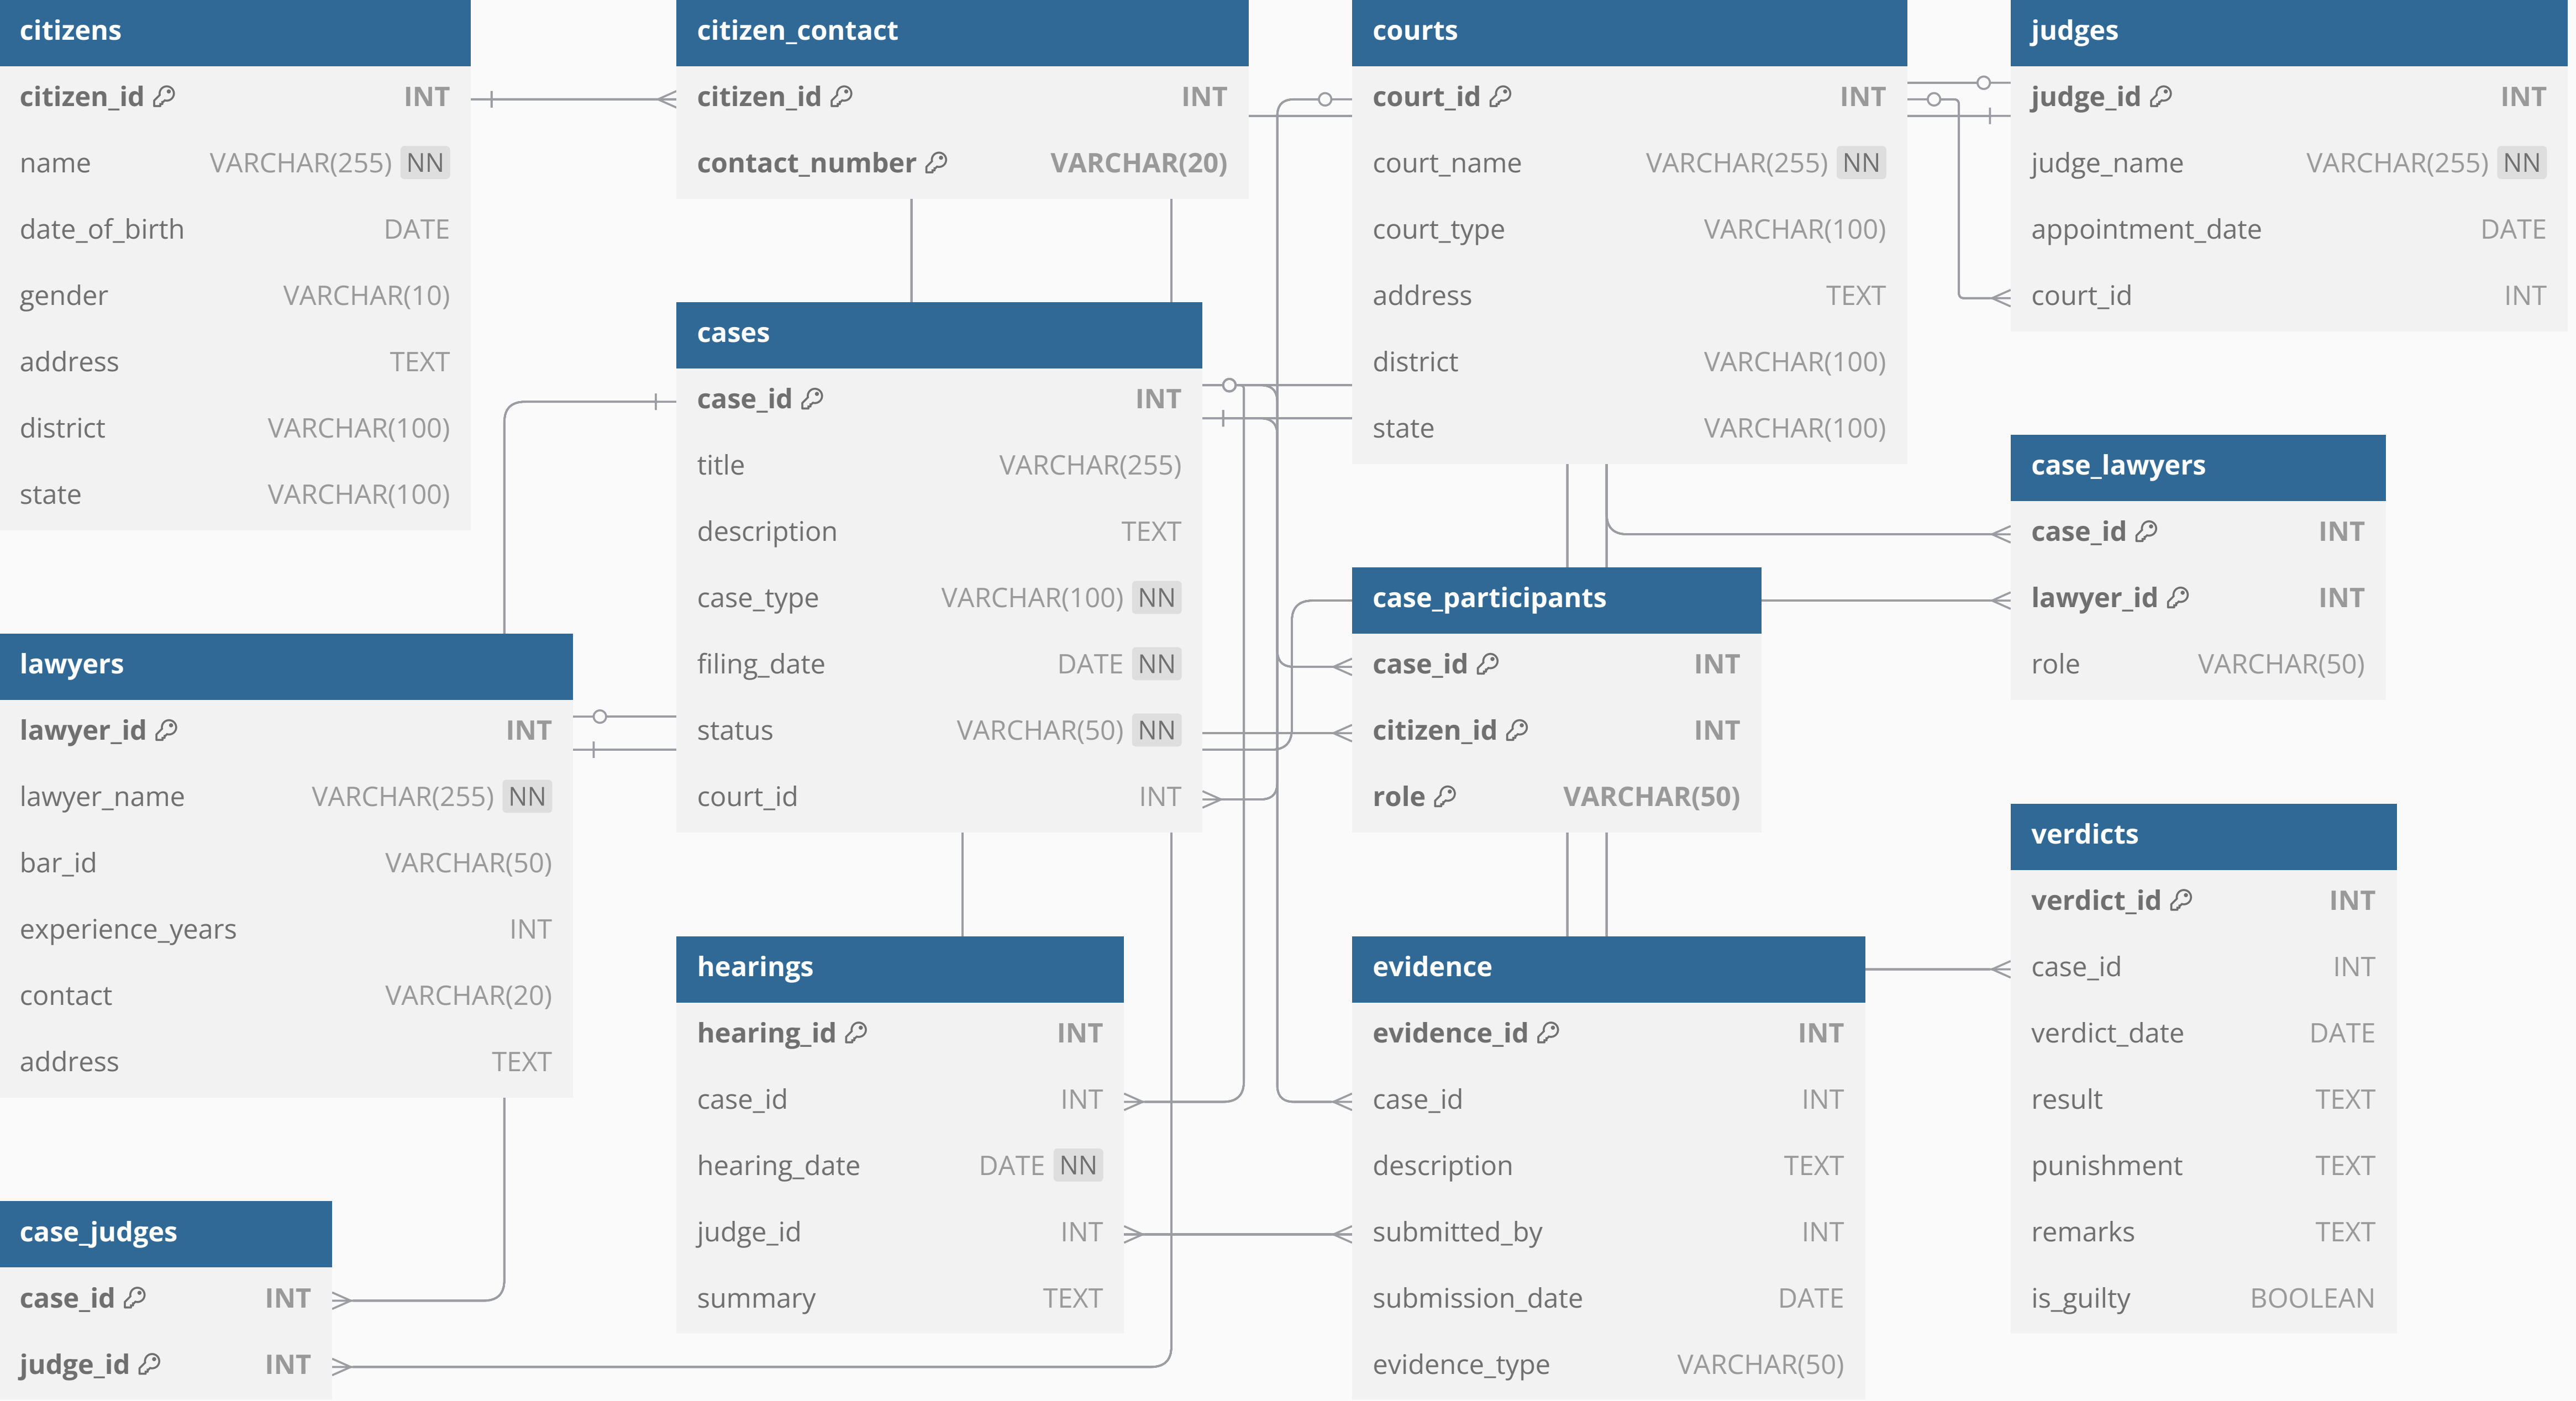 citizens
citizen_id INT
name VARCHAR(255) NN
date_of_birth DATE
gender VARCHAR(10)
address TEXT
district VARCHAR(100)
state VARCHAR(100)
citizen_contact
citizen_id INT
contact_number VARCHAR(20)
courts
court_id INT
court_name VARCHAR(255) NN
court_type VARCHAR(100)
address TEXT
district VARCHAR(100)
state VARCHAR(100)
judges
judge_id INT
judge_name VARCHAR(255) NN
appointment_date DATE
court_id INT
cases
case_id INT
title VARCHAR(255)
description TEXT
case_type VARCHAR(100) NN
filing_date DATE NN
status VARCHAR(50) NN
court_id INT
case_lawyers
case_id INT
lawyer_id INT
role VARCHAR(50)
case_participants
case_id INT
citizen_id INT
role VARCHAR(50)
lawyers
lawyer_id INT
lawyer_name VARCHAR(255) NN
bar_id VARCHAR(50)
experience_years INT
contact VARCHAR(20)
address TEXT
verdicts
verdict_id INT
case_id INT
verdict_date DATE
result TEXT
punishment TEXT
remarks TEXT
is_guilty BOOLEAN
hearings
hearing_id INT
case_id INT
hearing_date DATE NN
judge_id INT
summary TEXT
evidence
evidence_id INT
case_id INT
description TEXT
submitted_by INT
submission_date DATE
evidence_type VARCHAR(50)
case_judges
case_id INT
judge_id INT